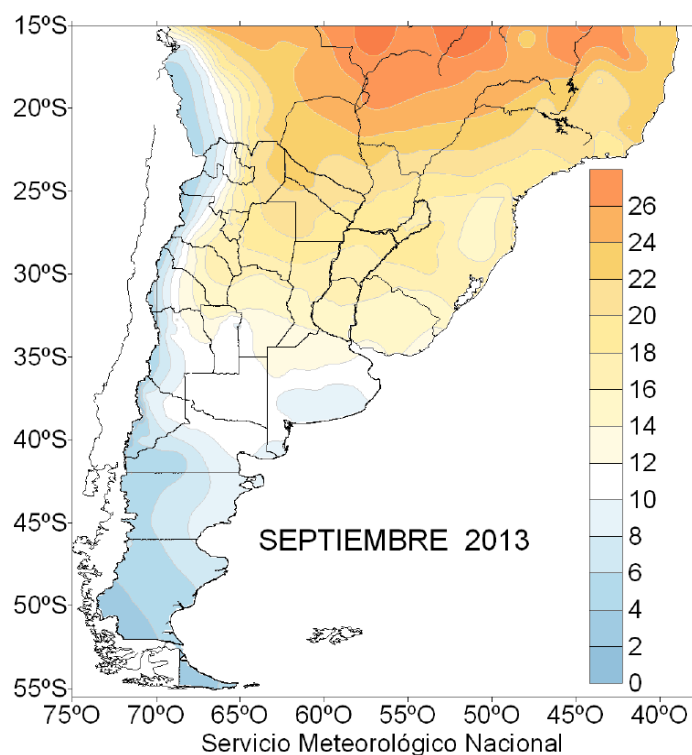 15ºS
20ºS
25ºS
30ºS
35ºS
40ºS
45ºS
50ºS
55ºS
26
24
22
20
18
16
14
12
10
8
6
4
2
0
SEPTIEMBRE 2013
75ºO 70ºO 65ºO 60ºO 55ºO 50ºO 45ºO 40ºO
Servicio Meteorológico Nacional